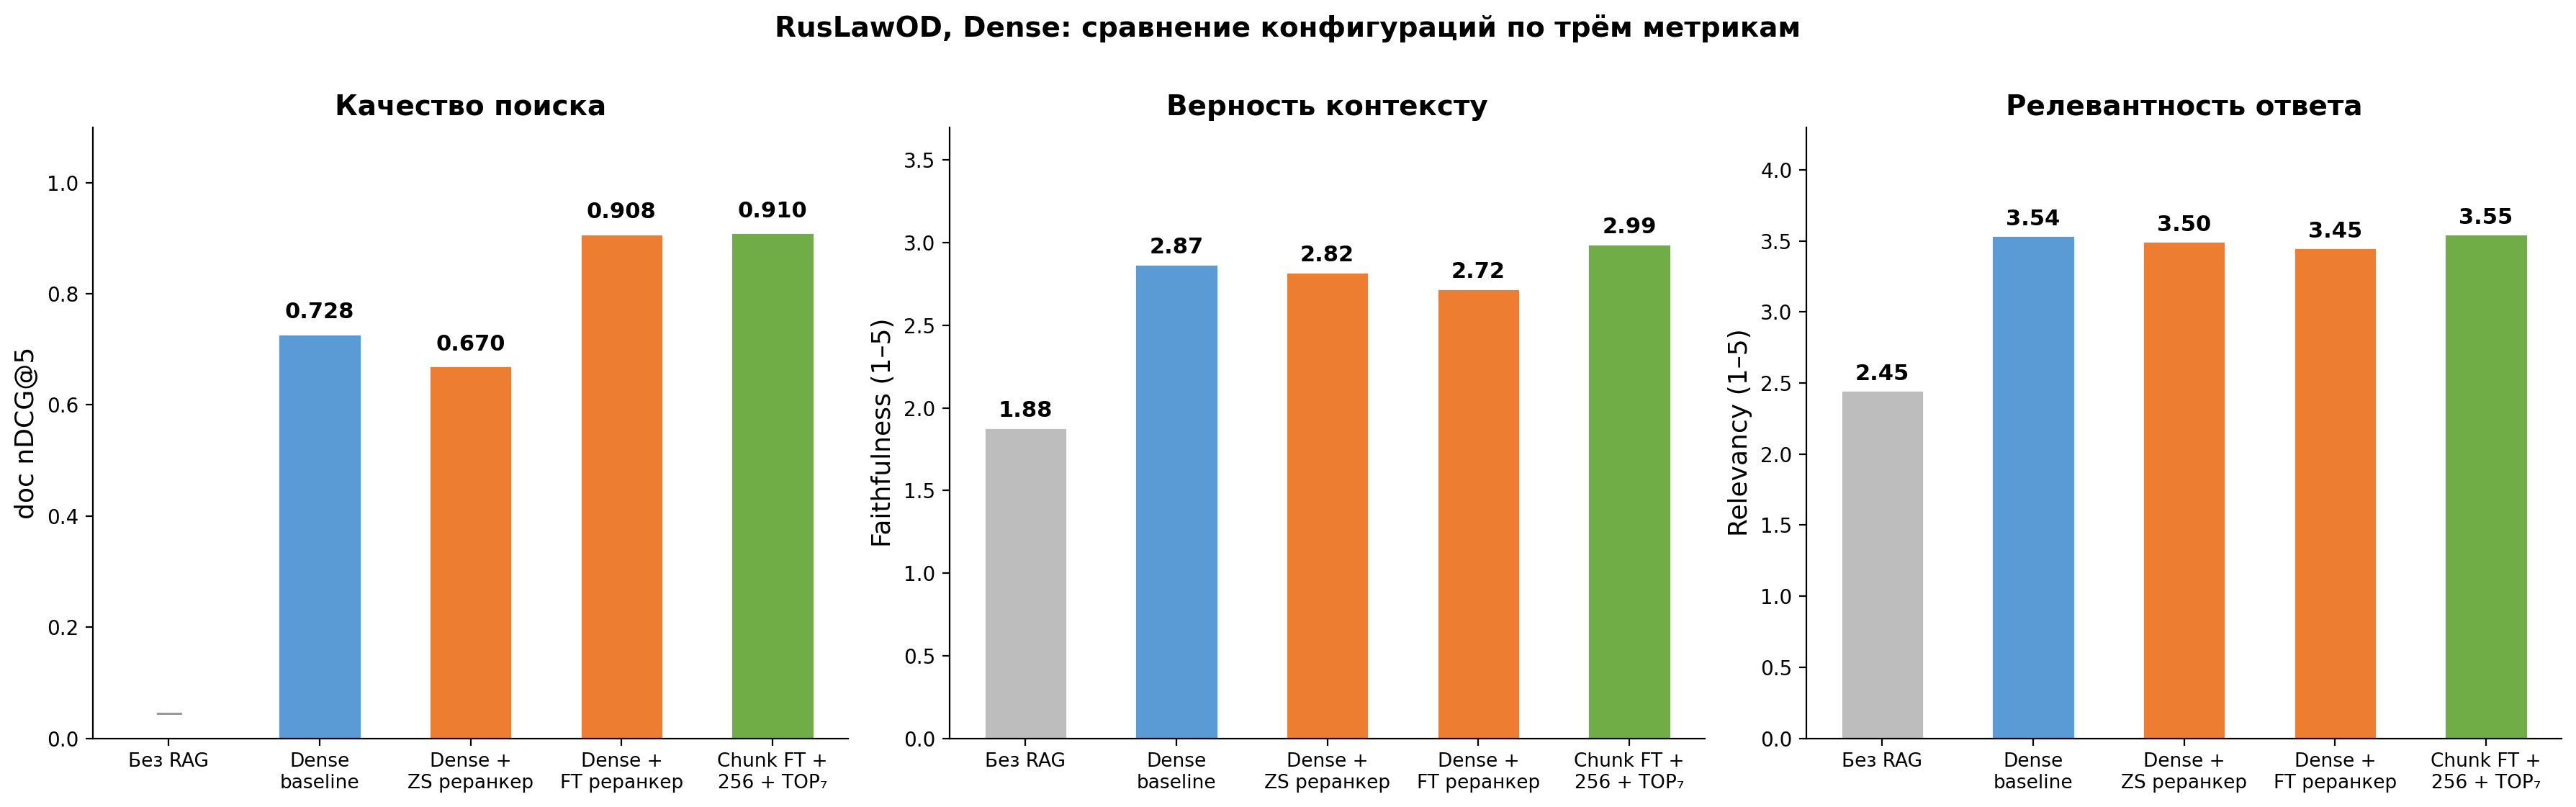 RusLawOD, Dense: сравнение конфигураций по трём метрикам
Качество поиска
doc nDCG@5
1.0
0.8
0.6
0.4
0.2
0.0
—
0.728
0.670
0.908
0.910
Без RAG
Dense
baseline
Dense +
ZS реранкер
Dense +
FT реранкер
Chunk FT +
256 + TOP₇
Верность контексту
Faithfulness (1–5)
3.5
3.0
2.5
2.0
1.5
1.0
0.5
0.0
1.88
2.87
2.82
2.72
2.99
Без RAG
Dense
baseline
Dense +
ZS реранкер
Dense +
FT реранкер
Chunk FT +
256 + TOP₇
Релевантность ответа
Relevancy (1–5)
4.0
3.5
3.0
2.5
2.0
1.5
1.0
0.5
0.0
2.45
3.54
3.50
3.45
3.55
Без RAG
Dense
baseline
Dense +
ZS реранкер
Dense +
FT реранкер
Chunk FT +
256 + TOP₇